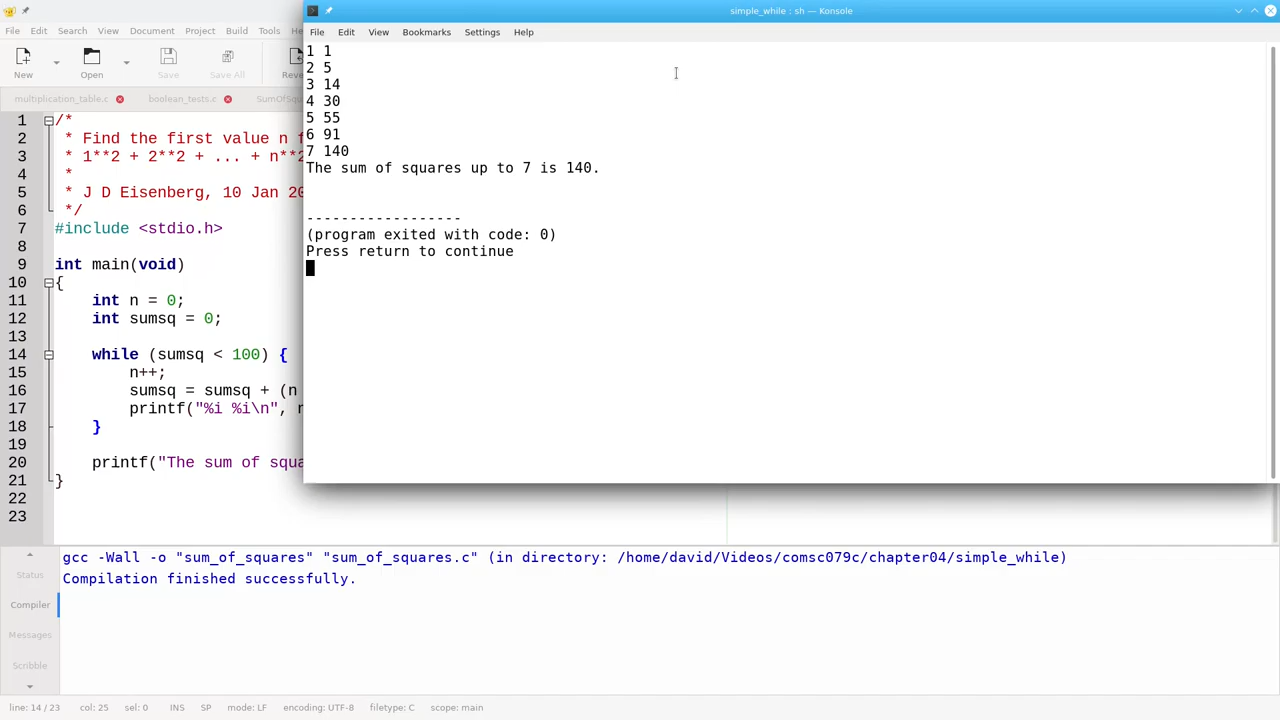 simple_while : sh — Konsole
File Edit View Bookmarks Settings Help
1 1
2 5
3 14
4 30
5 55
6 91
7 140
The sum of squares up to 7 is 140.
------------------
(program exited with code: 0)
Press return to continue
File Edit Search View Document Project Build Tools He
New Open Save Save All Reve
multiplication_table.c boolean_tests.c SumOfSqu
1 /*
2 * Find the first value n f
3 * 1**2 + 2**2 + ... + n**2
4 *
5 * J D Eisenberg, 10 Jan 20
6 */
7 #include <stdio.h>
8
9 int main(void)
10 {
11 int n = 0;
12 int sumsq = 0;
13
14 while (sumsq < 100) {
15 n++;
16 sumsq = sumsq + (n
17 printf("%i %i\n", n
18 }
19
20 printf("The sum of squa
21 }
22
23
Status
Compiler
Messages
Scribble
gcc -Wall -o "sum_of_squares" "sum_of_squares.c" (in directory: /home/david/Videos/comsc079c/chapter04/simple_while)
Compilation finished successfully.
line: 14 / 23 col: 25 sel: 0 INS SP mode: LF encoding: UTF-8 filetype: C scope: main